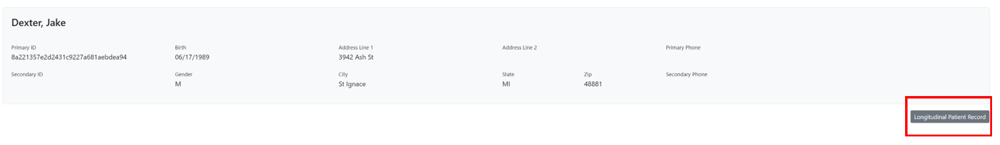 Dexter, Jake
Primary ID Birth Address Line 1 Address Line 2 Primary Phone
8a221357e2d2431c9227a681aebdea94 06/17/1989 3942 Ash St
Secondary ID Gender City State Zip Secondary Phone
M St Ignace MI 48881
Longitudinal Patient Record